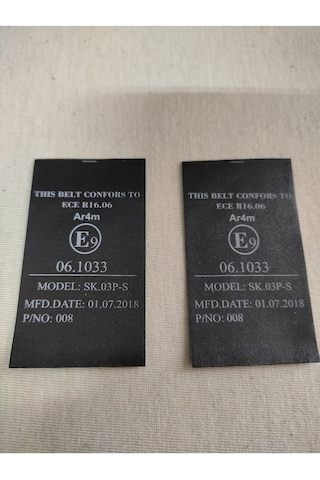 THIS BELT CONFORS TO
ECE R16.06
Ar4m
E9
06.1033
MODEL: SK.03P-S
MFD.DATE: 01.07.2018
P/NO: 008
THIS BELT CONFORS TO
ECE R16.06
Ar4m
E9
06.1033
MODEL: SK.03P-S
MFD.DATE: 01.07.2018
P/NO: 008